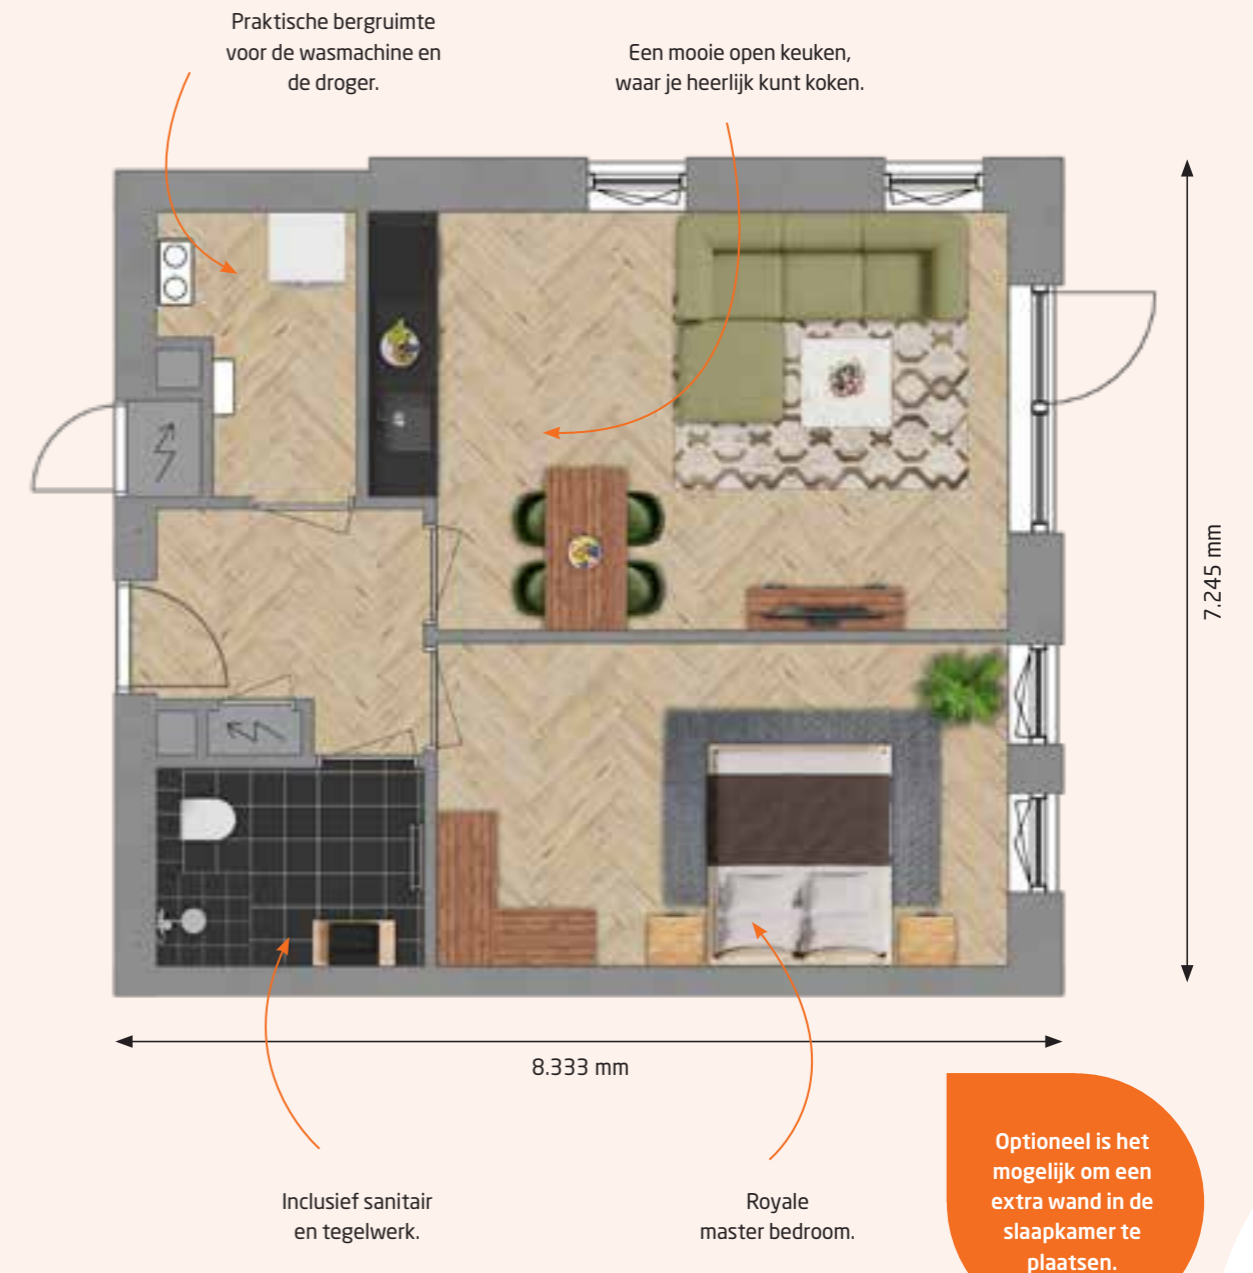 Praktische bergruimte
voor de wasmachine en
de droger.
Een mooie open keuken,
waar je heerlijk kunt koken.
7.245 mm
8.333 mm
Inclusief sanitair
en tegelwerk.
Royale
master bedroom.
Optioneel is het
mogelijk om een
extra wand in de
slaapkamer te
plaatsen.